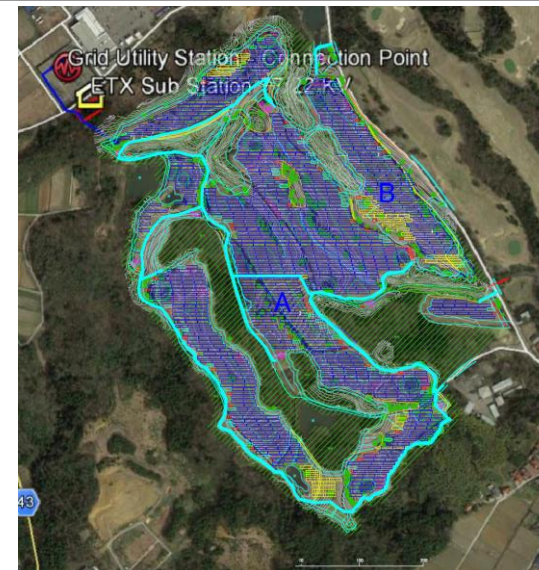 Grid Utility Station - Connection Point
ETX Sub Station 77/22 KV
B
A
43